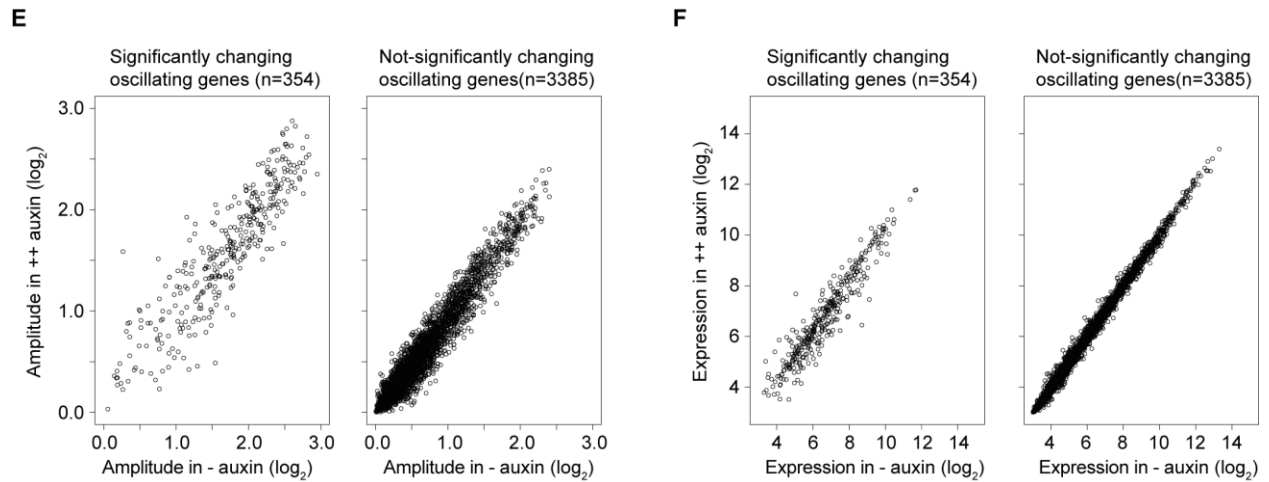 E
Significantly changing
oscillating genes (n=354)
Not-significantly changing
oscillating genes(n=3385)
Amplitude in ++ auxin (log2)
3.0
2.0
1.0
0.0
0.0 1.0 2.0 3.0
0.0 1.0 2.0 3.0
Amplitude in - auxin (log2)
Amplitude in - auxin (log2)
F
Significantly changing
oscillating genes (n=354)
Not-significantly changing
oscillating genes(n=3385)
Expression in ++ auxin (log2)
14
12
10
8
6
4
4 6 8 10 12 14
4 6 8 10 12 14
Expression in - auxin (log2)
Expression in - auxin (log2)